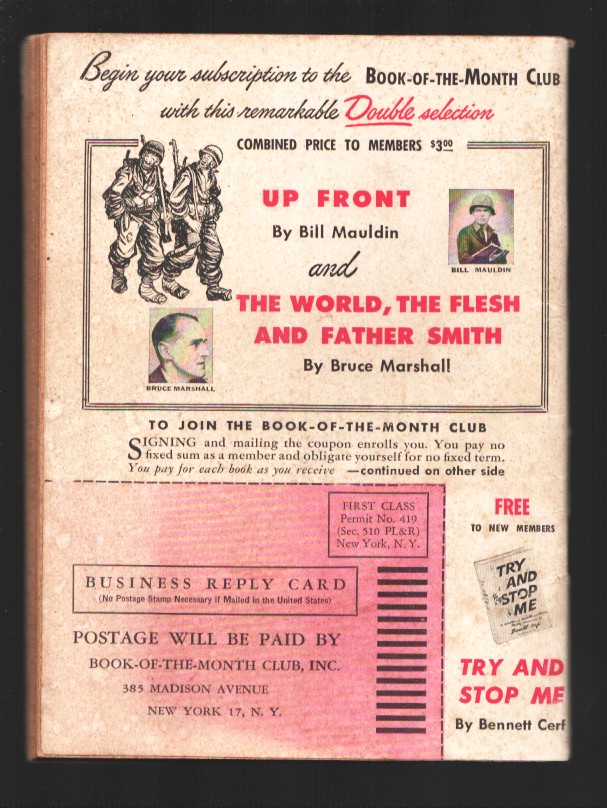 Begin your subscription to the BOOK-OF-THE-MONTH CLUB
with this remarkable Double selection
COMBINED PRICE TO MEMBERS $3.00
UP FRONT
By Bill Mauldin
BILL MAULDIN
and
THE WORLD, THE FLESH
AND FATHER SMITH
By Bruce Marshall
BRUCE MARSHALL
TO JOIN THE BOOK-OF-THE-MONTH CLUB
SIGNING and mailing the coupon enrolls you. You pay no
fixed sum as a member and obligate yourself for no fixed term.
You pay for each book as you receive —continued on other side
FIRST CLASS
Permit No. 419
(Sec. 510 PL&R)
New York, N. Y.
BUSINESS REPLY CARD
(No Postage Stamp Necessary if Mailed in the United States)
POSTAGE WILL BE PAID BY
BOOK-OF-THE-MONTH CLUB, INC.
385 MADISON AVENUE
NEW YORK 17, N. Y.
FREE
TO NEW MEMBERS
TRY
AND
STOP
ME
TRY AND
STOP ME
By Bennett Cerf